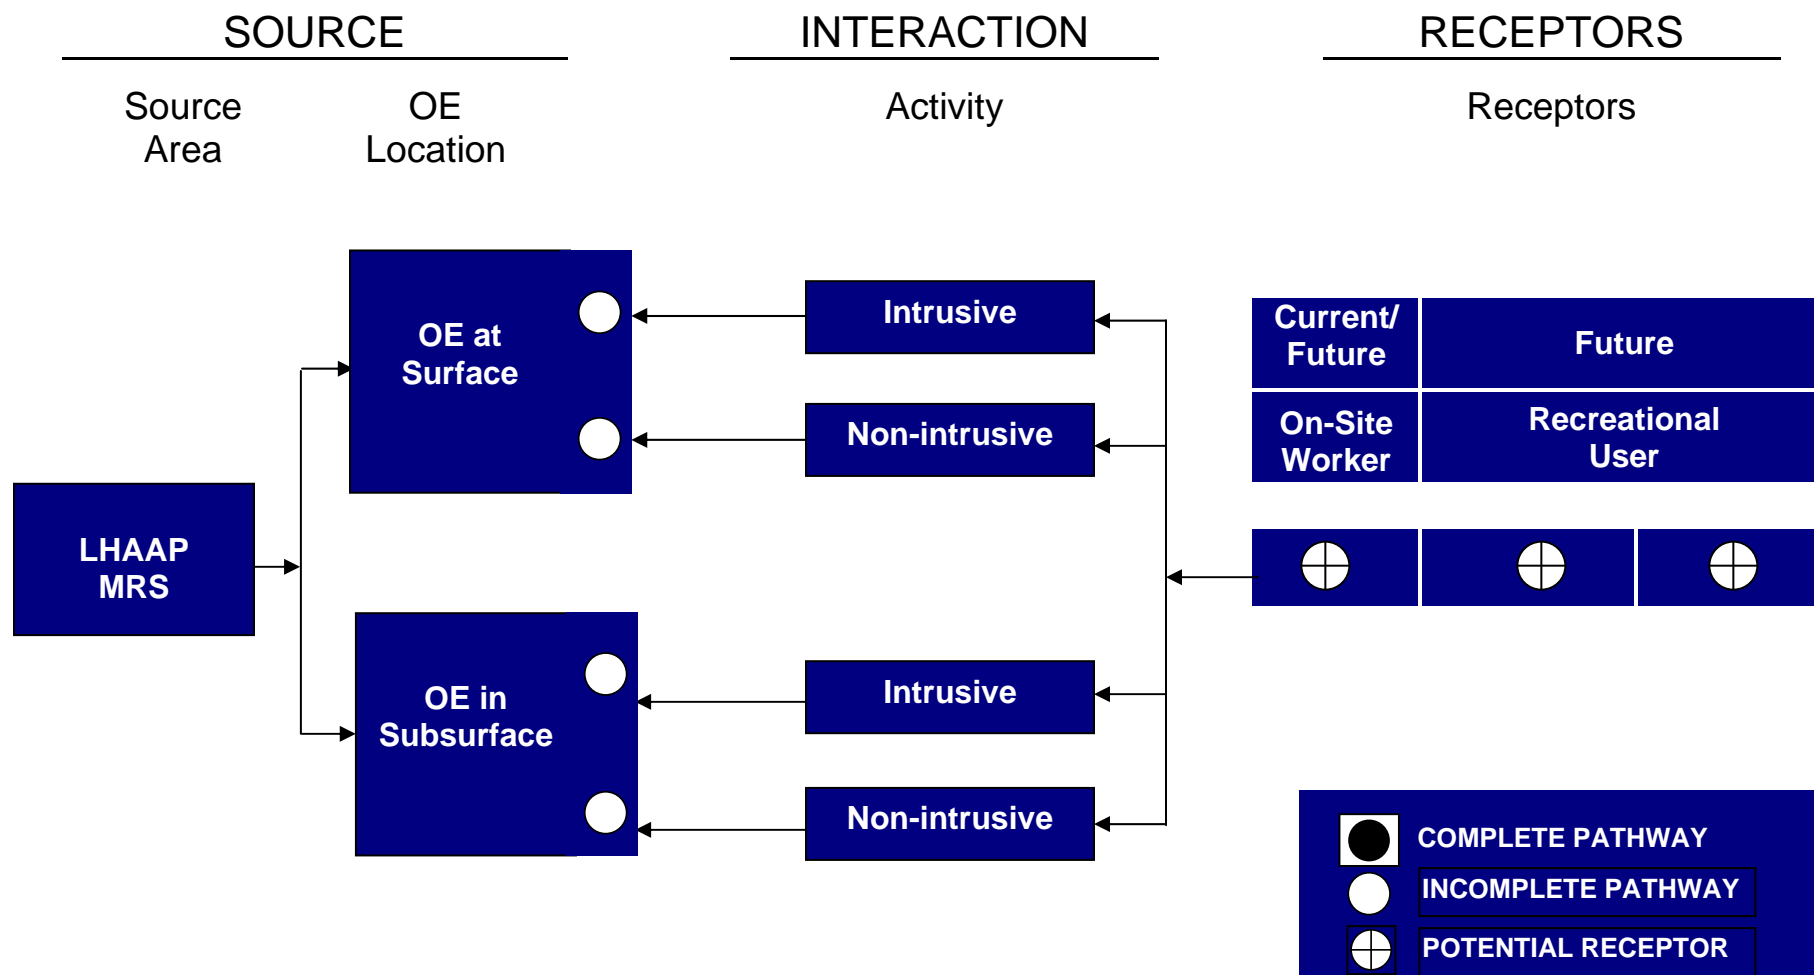 SOURCE
INTERACTION
RECEPTORS
Source
Area
OE
Location
Activity
Receptors
LHAAP
MRS
OE at
Surface
OE in
Subsurface
Intrusive
Non-intrusive
Intrusive
Non-intrusive
Current/
Future
Future
On-Site
Worker
Recreational
User
COMPLETE PATHWAY
INCOMPLETE PATHWAY
POTENTIAL RECEPTOR